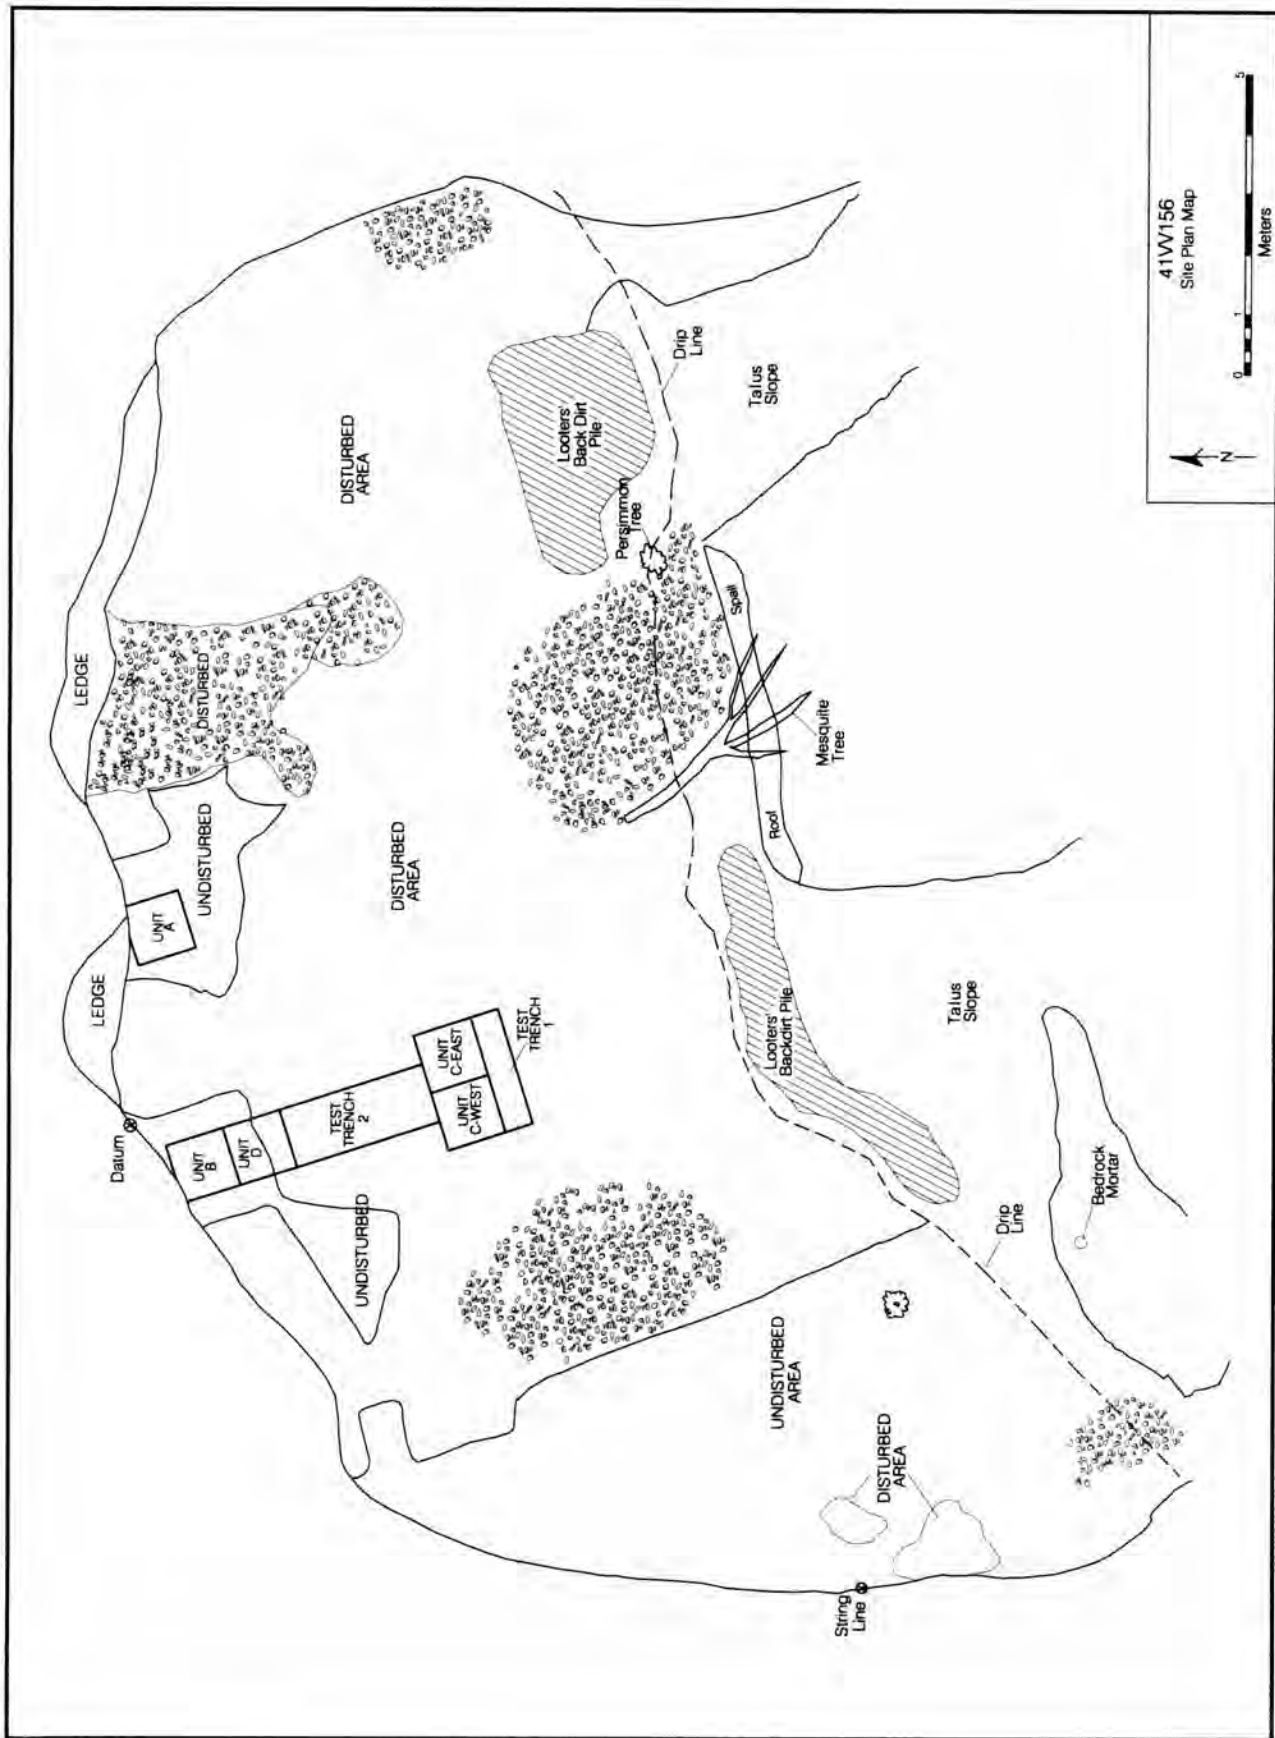 LEDGE
LEDGE
Datum
UNIT
A
UNDISTURBED
DISTURBED
DISTURBED
AREA
UNIT
B
UNIT
D
TEST
TRENCH
2
UNIT
C-WEST
UNIT
C-EAST
TEST
TRENCH
1
UNDISTURBED
DISTURBED
AREA
Looters'
Back Dirt
Pile
Persimmon
Tree
Drip
Line
Talus
Slope
Roof
Spall
Mesquite
Tree
Looters'
Backdirt Pile
Talus
Slope
Drip
Line
Bedrock
Mortar
UNDISTURBED
AREA
DISTURBED
AREA
String
Line
41VV156
Site Plan Map
N
0 1 5
Meters